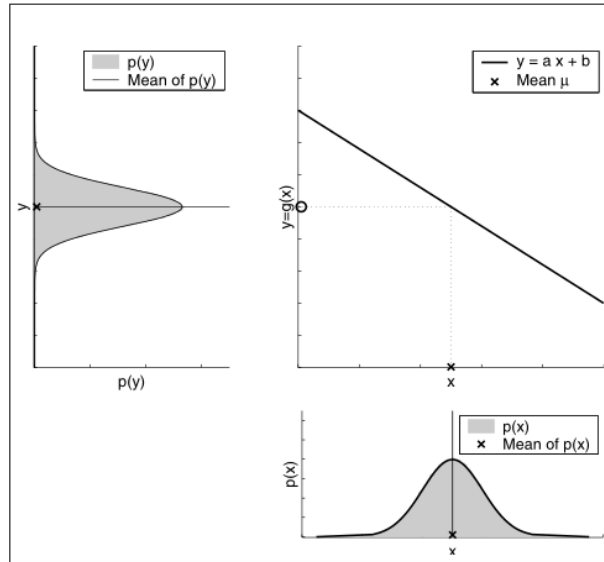 p(y)
Mean of p(y)
y
p(y)
y = a x + b
Mean μ
y=g(x)
x
p(x)
Mean of p(x)
p(x)
x